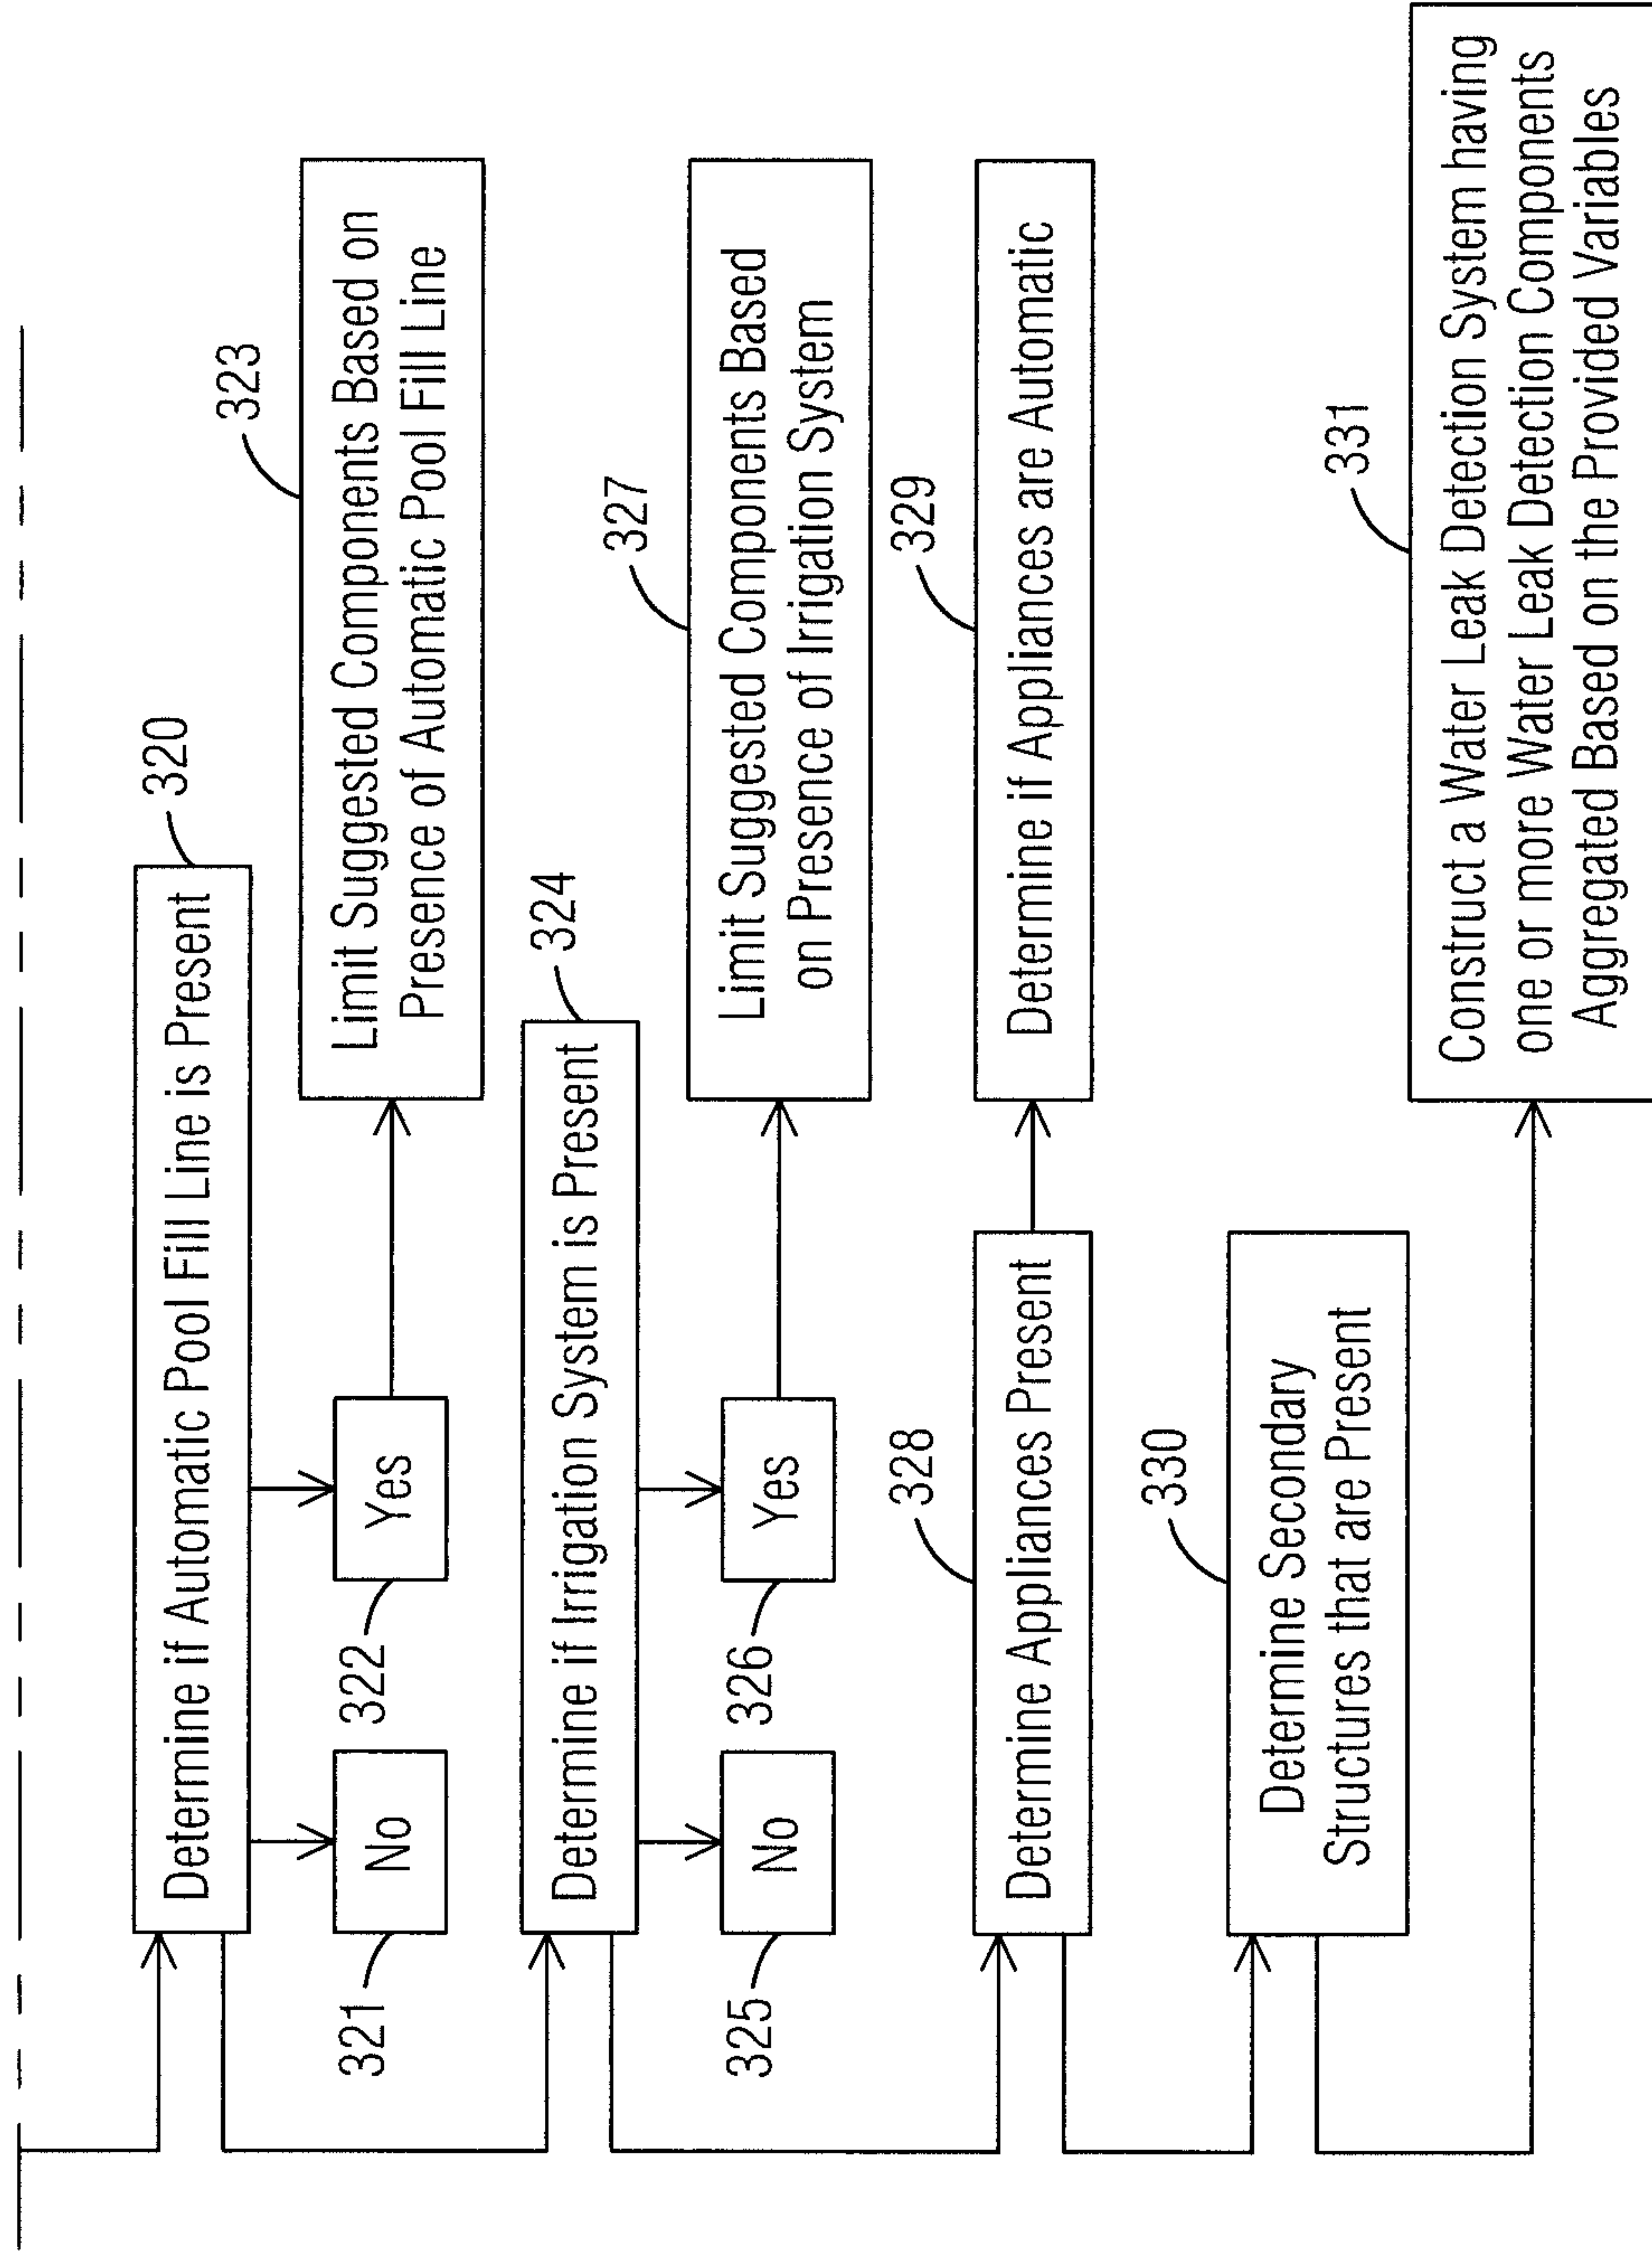 320
Determine if Automatic Pool Fill Line is Present
321
No
322
Yes
323
Limit Suggested Components Based on
Presence of Automatic Pool Fill Line
324
Determine if Irrigation System is Present
325
No
326
Yes
327
Limit Suggested Components Based
on Presence of Irrigation System
328
Determine Appliances Present
329
Determine if Appliances are Automatic
330
Determine Secondary
Structures that are Present
331
Construct a Water Leak Detection System having
one or more Water Leak Detection Components
Aggregated Based on the Provided Variables